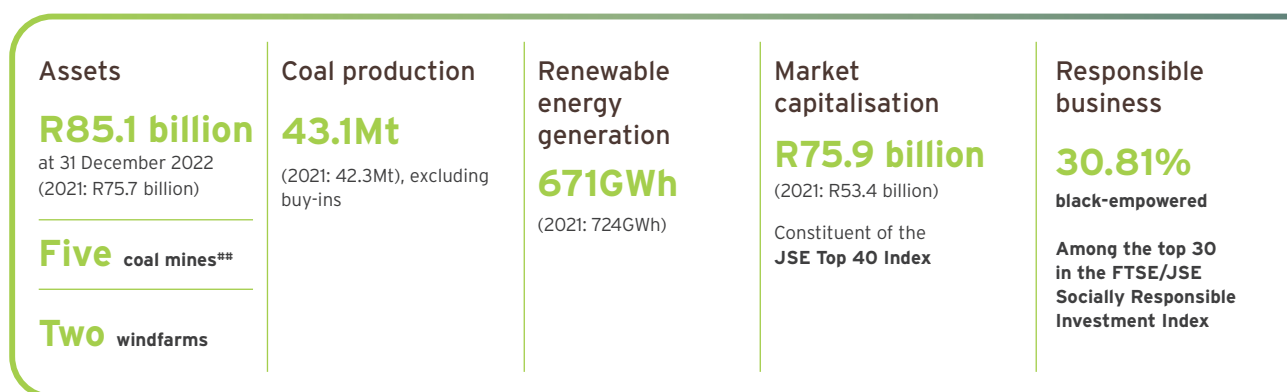 Assets
R85.1 billion
at 31 December 2022
(2021: R75.7 billion)
Five coal mines##
Two windfarms
Coal production
43.1Mt
(2021: 42.3Mt), excluding
buy-ins
Renewable
energy
generation
671GWh
(2021: 724GWh)
Market
capitalisation
R75.9 billion
(2021: R53.4 billion)
Constituent of the
JSE Top 40 Index
Responsible
business
30.81%
black-empowered
Among the top 30
in the FTSE/JSE
Socially Responsible
Investment Index